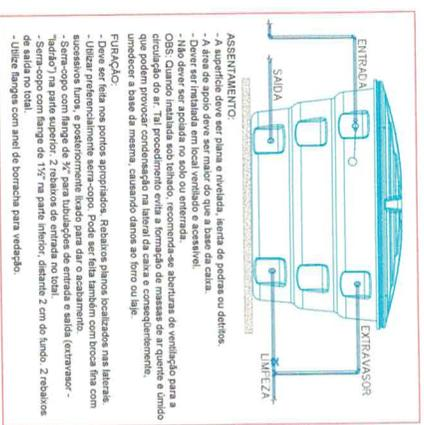 ENTRADA
EXTRAVASOR
SAÍDA
LIMPEZA
ASSENTAMENTO:
- A superfície deve ser plana e nivelada, isenta de pedras ou detritos.
- A área de apoio deve ser maior do que a base da caixa.
- Dever ser instalada em local ventilado e acessível.
- Não dever ser apoiada no solo ou enterrada.
OBS: Quando instalada sob telhado, recomenda-se aberturas de ventilação para a
circulação do ar. Tal procedimento evita a formação de massas de ar quente e úmido
que podem provocar condensação na lateral da caixa e conseqüentemente,
umedecer a base da mesma, causando danos ao forro ou laje.
FURAÇÃO:
- Deve ser feita nos pontos apropriados. Rebaixos planos localizados nas laterais.
- Utilizar preferencialmente serra-copo. Pode ser feita também com broca fina com
sucessivos furos, e posteriormente lixado para dar o acabamento.
- Serra-copo com flange de ¾" para tubulações de entrada e saída (extravasor -
"ladrão") na parte superior. 2 rebaixos de entrada no total.
- Serra-copo com flange de 1½" na parte inferior, distante 2 cm do fundo. 2 rebaixos
de saída no total.
- Utilize flanges com anel de borracha para vedação.